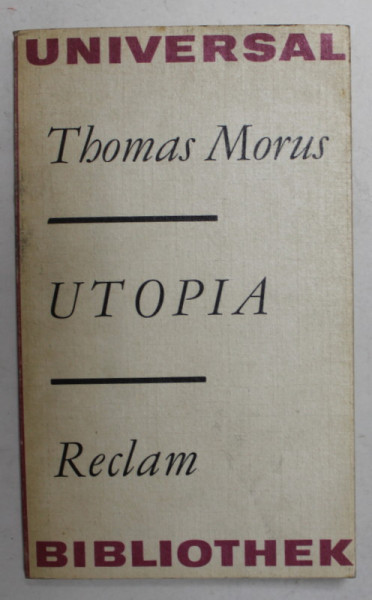 UNIVERSAL
Thomas Morus
UTOPIA
Reclam
BIBLIOTHEK